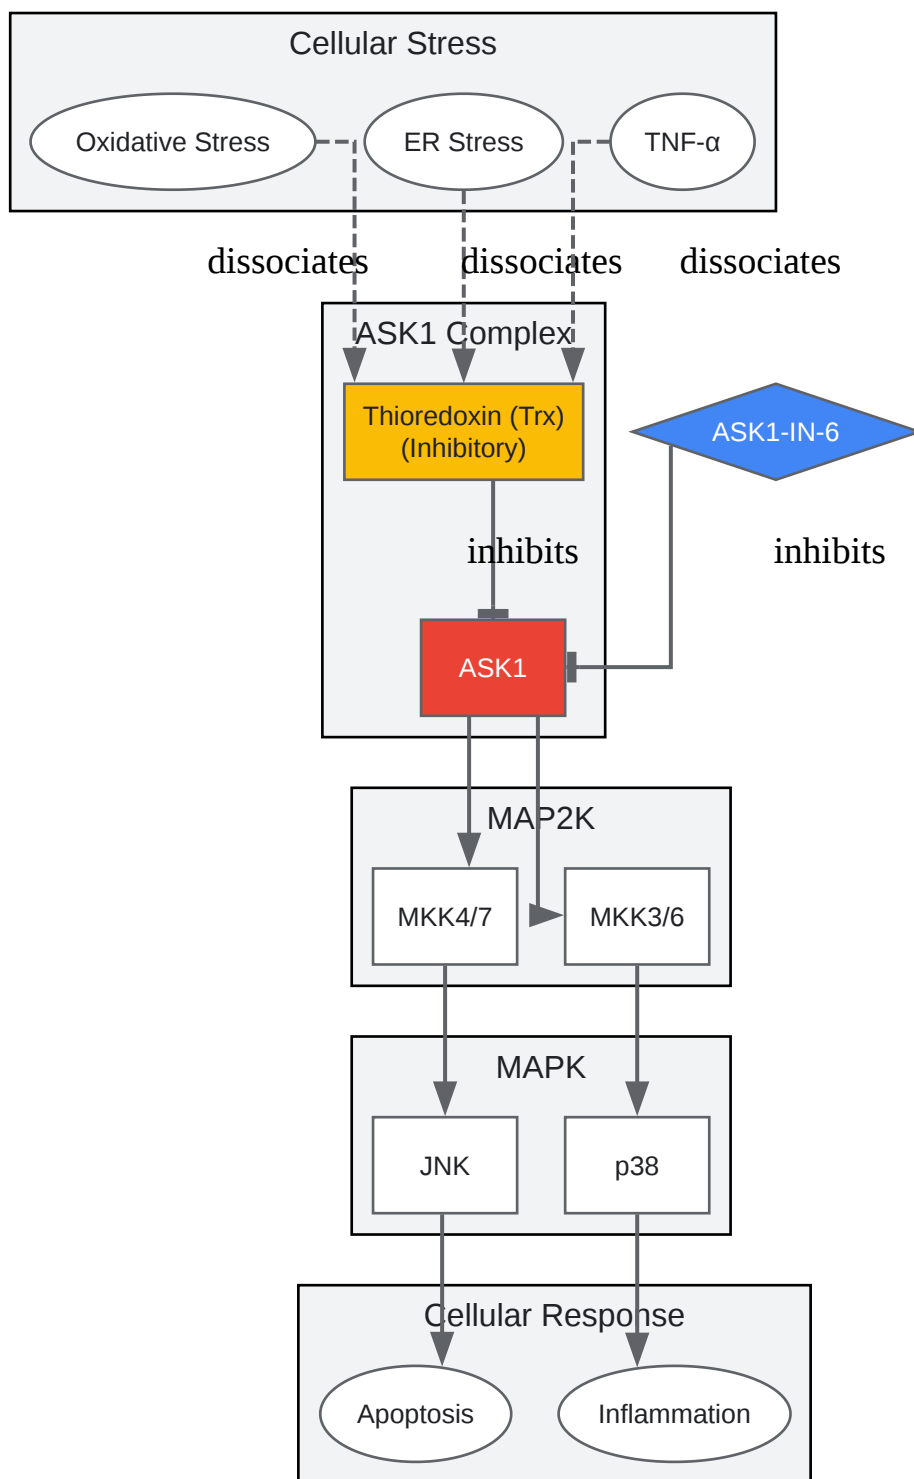 Cellular Stress
Oxidative Stress
ER Stress
TNF-α
dissociates
dissociates
dissociates
ASK1 Complex
Thioredoxin (Trx)
(Inhibitory)
ASK1-IN-6
inhibits
inhibits
ASK1
MAP2K
MKK4/7
MKK3/6
MAPK
JNK
p38
Cellular Response
Apoptosis
Inflammation